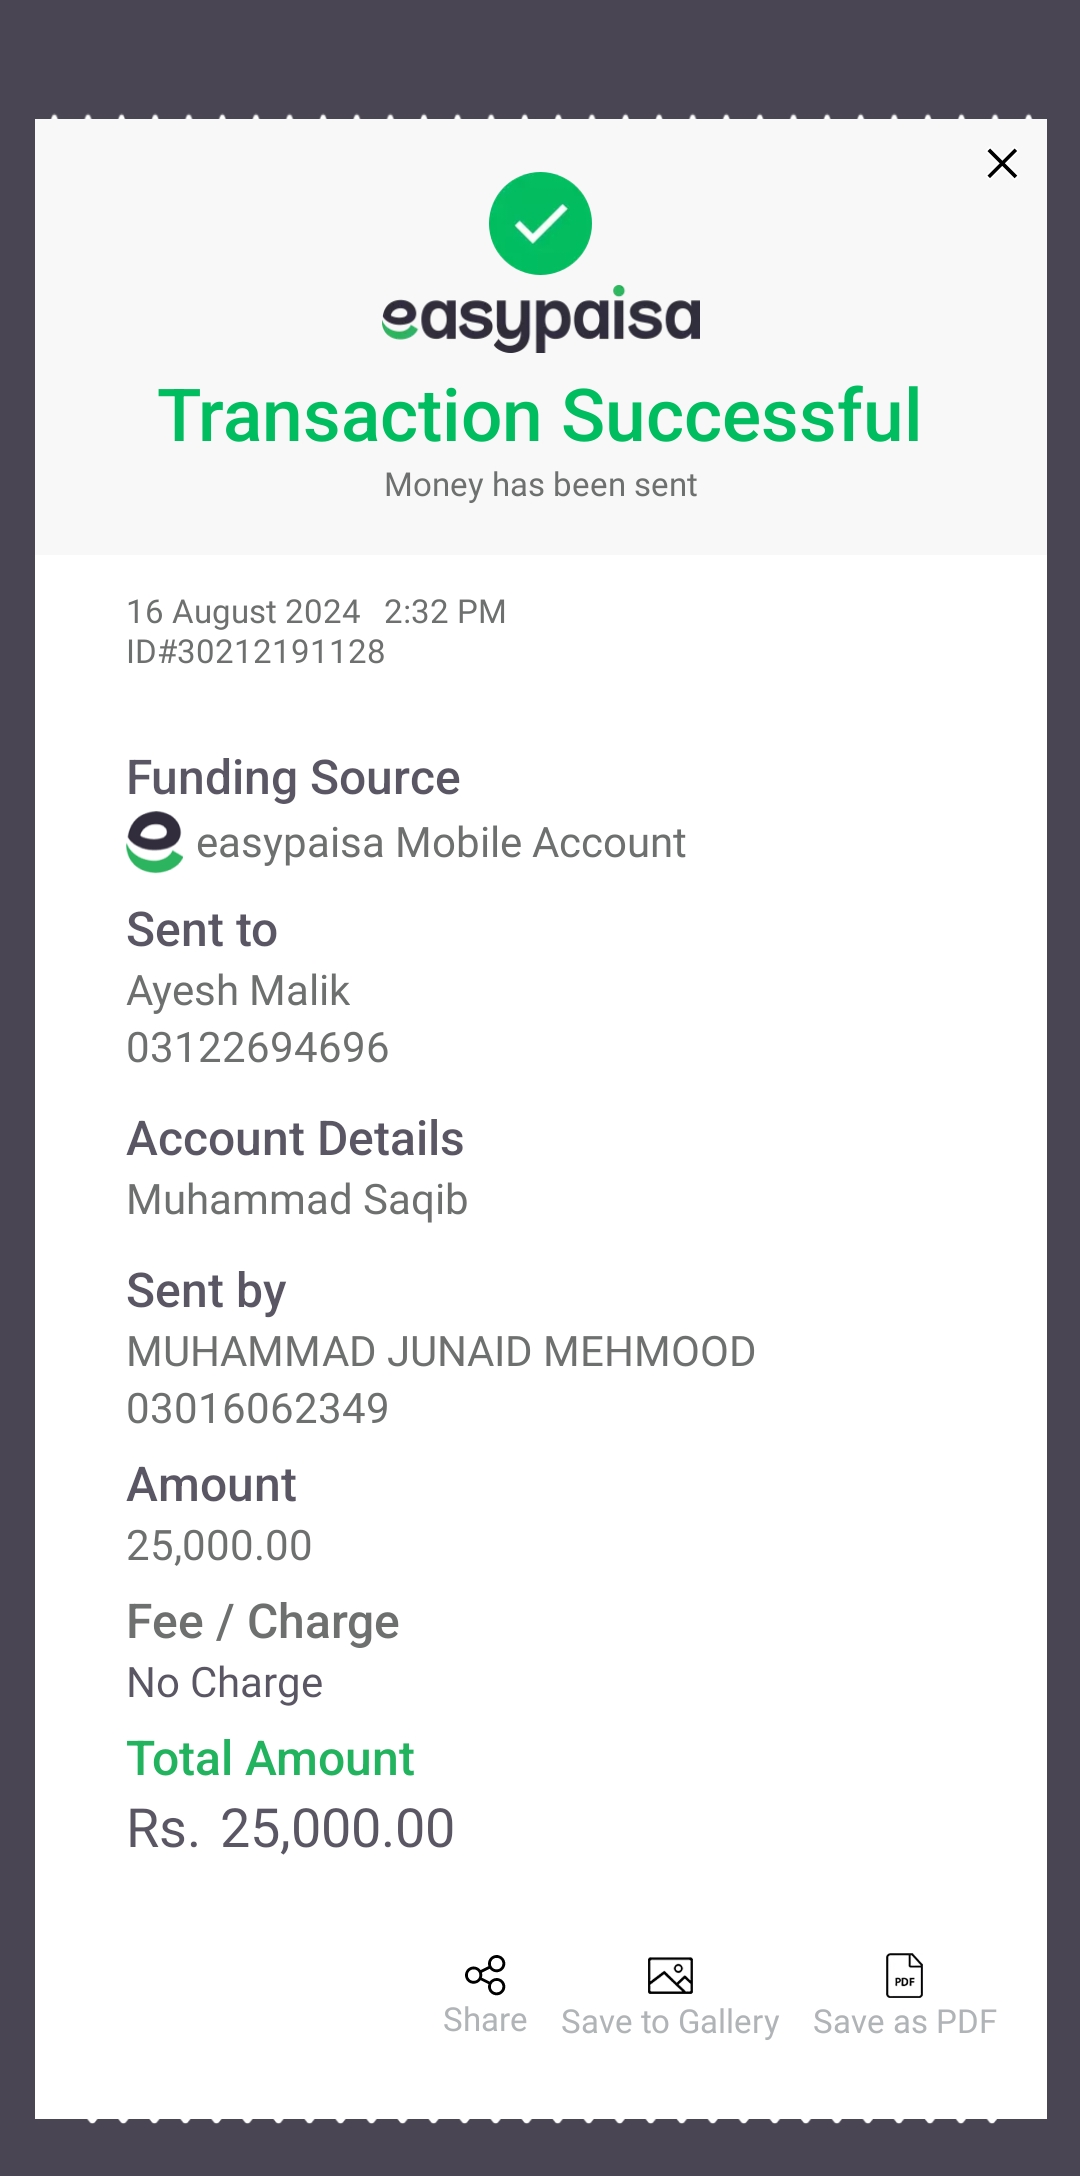 easypaisa
Transaction Successful
Money has been sent
16 August 2024 2:32 PM
ID#30212191128
Funding Source
easypaisa Mobile Account
Sent to
Ayesh Malik
03122694696
Account Details
Muhammad Saqib
Sent by
MUHAMMAD JUNAID MEHMOOD
03016062349
Amount
25,000.00
Fee / Charge
No Charge
Total Amount
Rs. 25,000.00
PDF
Share Save to Gallery Save as PDF